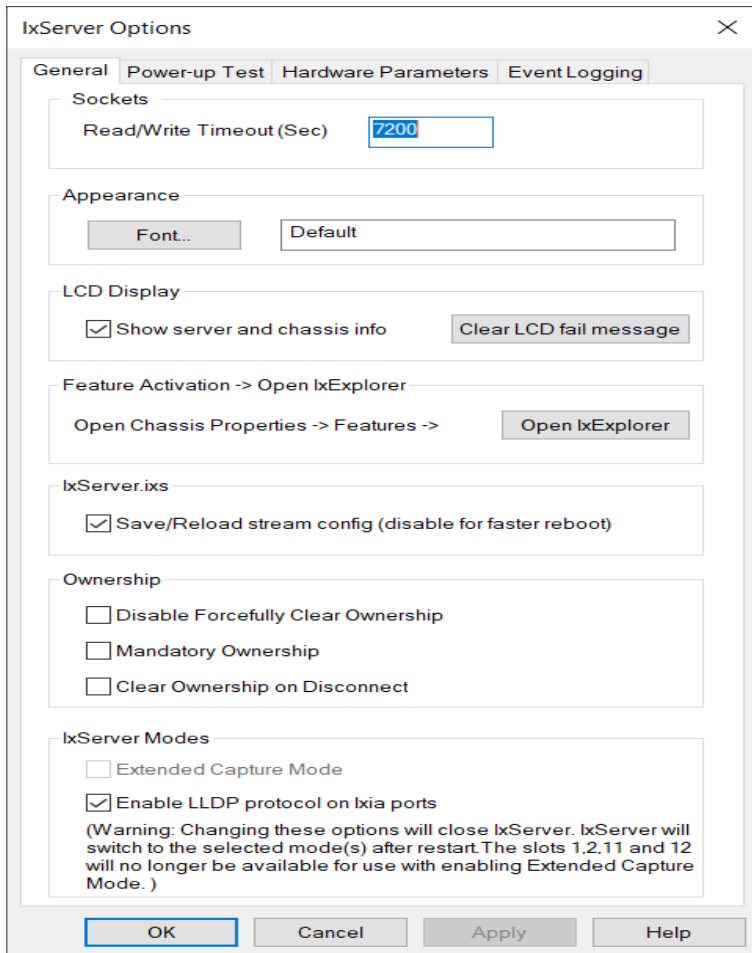 IxServer Options
General Power-up Test Hardware Parameters Event Logging
Sockets
Read/Write Timeout (Sec) 7200
Appearance
Font... Default
LCD Display
Show server and chassis info Clear LCD fail message
Feature Activation -> Open IxExplorer
Open Chassis Properties -> Features -> Open IxExplorer
IxServer.ixs
Save/Reload stream config (disable for faster reboot)
Ownership
Disable Forcefully Clear Ownership
Mandatory Ownership
Clear Ownership on Disconnect
IxServer Modes
Extended Capture Mode
Enable LLDP protocol on Ixia ports
(Warning: Changing these options will close IxServer. IxServer will
switch to the selected mode(s) after restart.The slots 1,2,11 and 12
will no longer be available for use with enabling Extended Capture
Mode. )
OK Cancel Apply Help